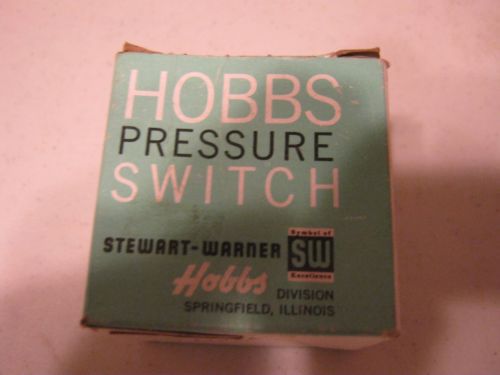 HOBBS
PRESSURE
SWITCH
STEWART-WARNER
Symbol of
SW
Excellence
Hobbs DIVISION
SPRINGFIELD, ILLINOIS